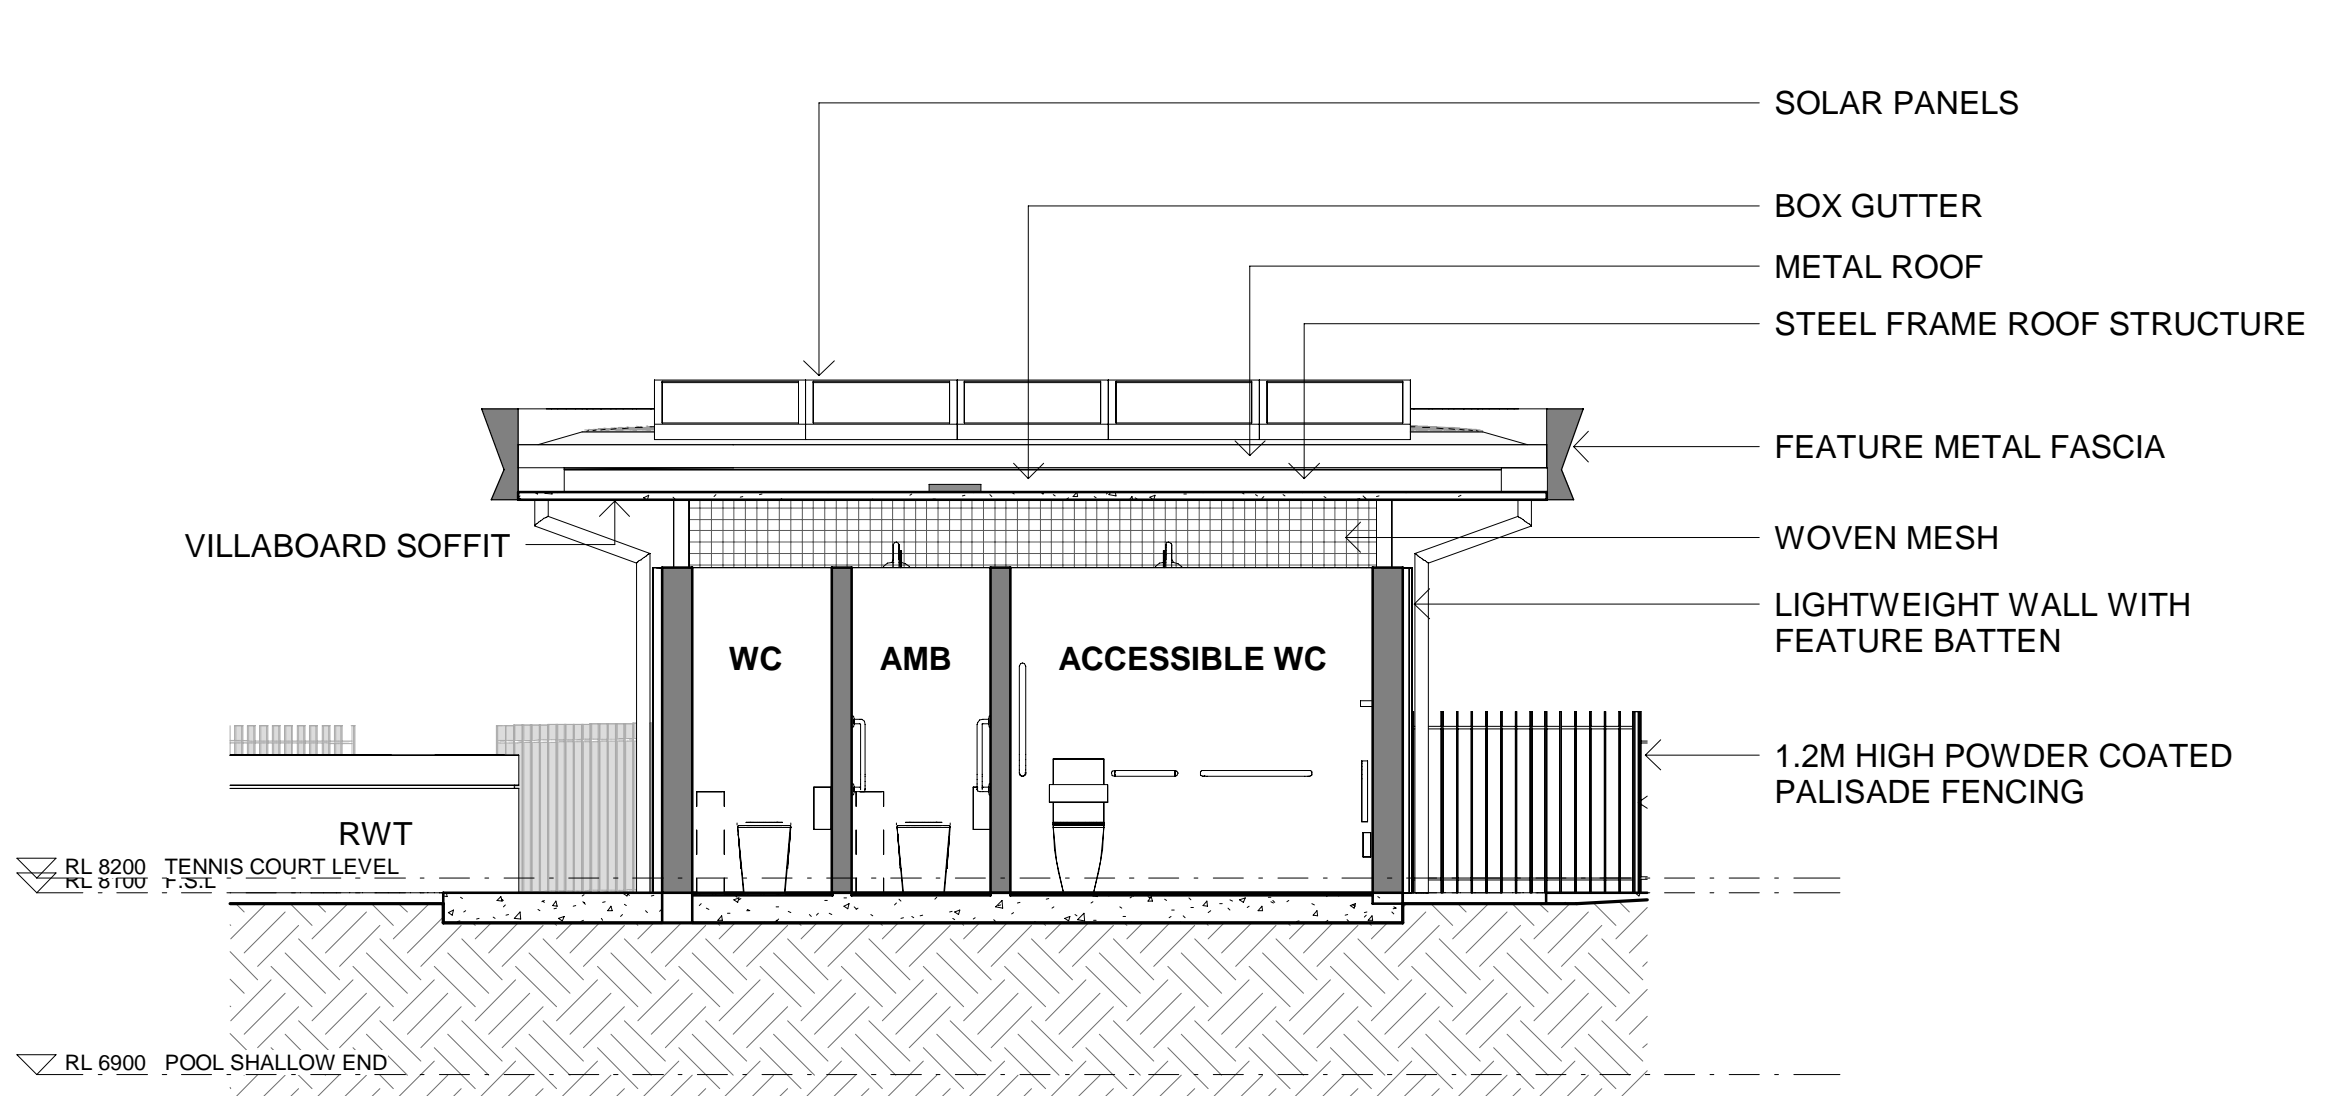 SOLAR PANELS
BOX GUTTER
METAL ROOF
STEEL FRAME ROOF STRUCTURE
FEATURE METAL FASCIA
VILLABOARD SOFFIT
WOVEN MESH
LIGHTWEIGHT WALL WITH
FEATURE BATTEN
WC
AMB
ACCESSIBLE WC
1.2M HIGH POWDER COATED
PALISADE FENCING
RWT
RL 8200 TENNIS COURT LEVEL
RL 8100 F.S.L
RL 6900 POOL SHALLOW END